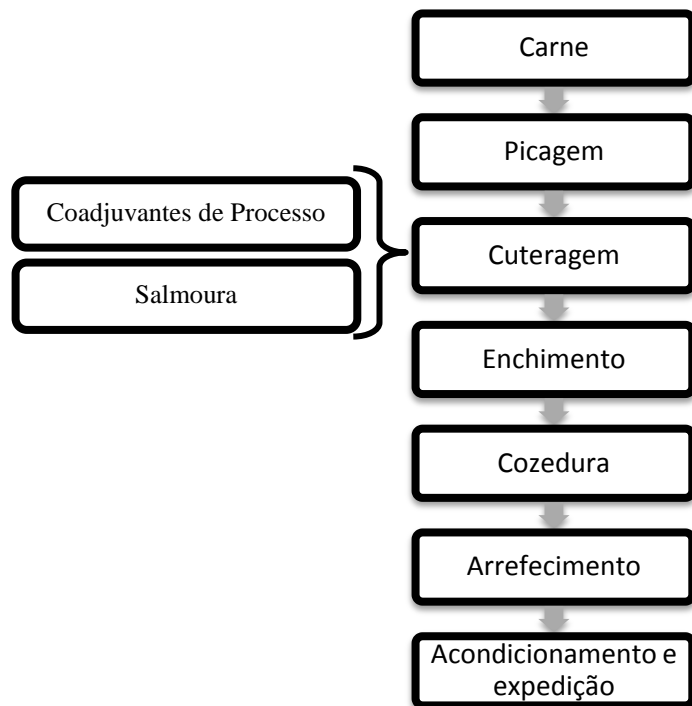 Carne
Picagem
Coadjuvantes de Processo
Salmoura
Cuteragem
Enchimento
Cozedura
Arrefecimento
Acondicionamento e
expedição